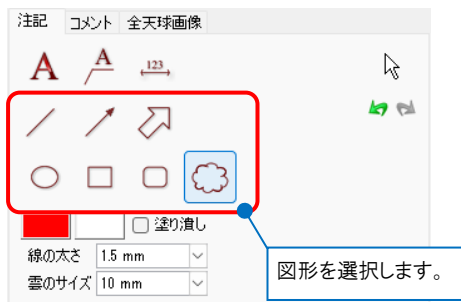 注記 コメント 全天球画像
A A 123
塗り潰し
線の太さ 1.5 mm
雲のサイズ 10 mm
図形を選択します。